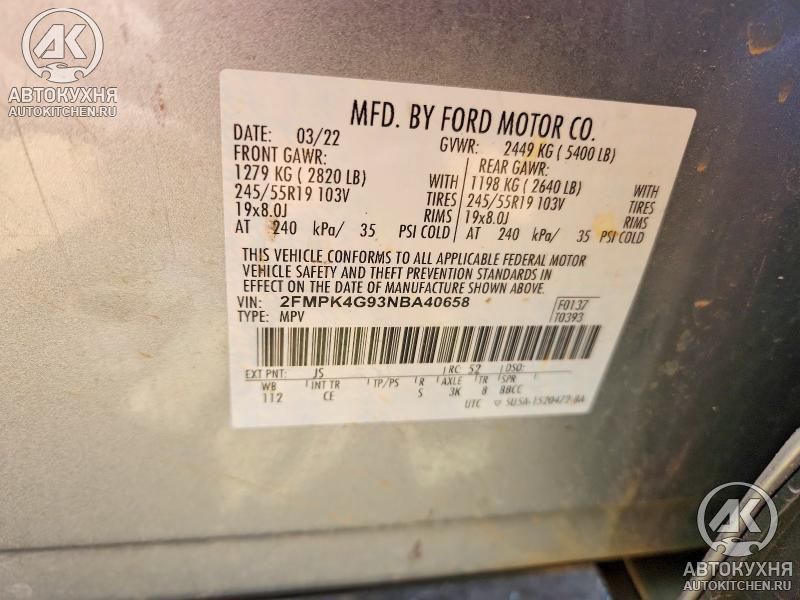 АК
АВТОКУХНЯ
AUTOKITCHEN.RU
MFD. BY FORD MOTOR CO.
DATE: 03/22 GVWR: 2449 KG ( 5400 LB)
FRONT GAWR: REAR GAWR:
1279 KG ( 2820 LB) WITH 1198 KG ( 2640 LB) WITH
245/55R19 103V TIRES 245/55R19 103V TIRES
19x8.0J RIMS 19x8.0J RIMS
AT 240 kPa/ 35 PSI COLD AT 240 kPa/ 35 PSI COLD
THIS VEHICLE CONFORMS TO ALL APPLICABLE FEDERAL MOTOR
VEHICLE SAFETY AND THEFT PREVENTION STANDARDS IN
EFFECT ON THE DATE OF MANUFACTURE SHOWN ABOVE.
VIN: 2FMPK4G93NBA40658 F0137
TYPE: MPV T0393
EXT PNT: JS RC: 52 DSO:
WB INT TR TP/PS R AXLE TR SPR
112 CE S 3K 8 BBCC
UTC
АК
АВТОКУХНЯ
AUTOKITCHEN.RU